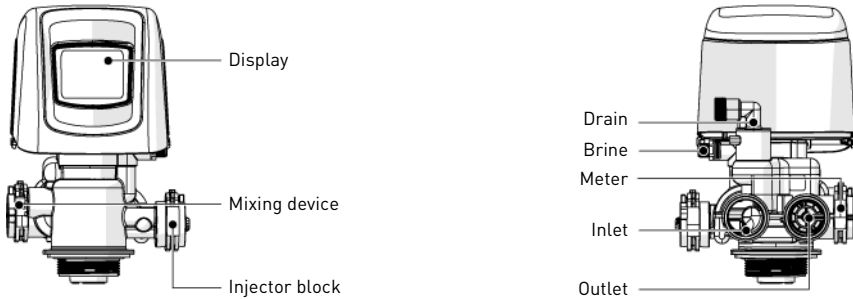 Display
Mixing device
Injector block
Drain
Brine
Meter
Inlet
Outlet